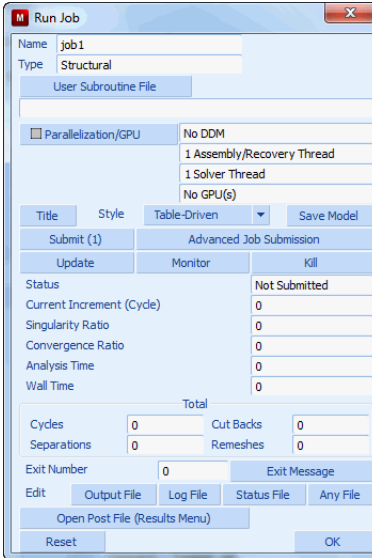 M Run Job X
Name job1
Type Structural
User Subroutine File
Parallelization/GPU No DDM
1 Assembly/Recovery Thread
1 Solver Thread
No GPU(s)
Title Style Table-Driven Save Model
Submit (1) Advanced Job Submission
Update Monitor Kill
Status Not Submitted
Current Increment (Cycle) 0
Singularity Ratio 0
Convergence Ratio 0
Analysis Time 0
Wall Time 0
Total
Cycles 0 Cut Backs 0
Separations 0 Remeshes 0
Exit Number 0 Exit Message
Edit Output File Log File Status File Any File
Open Post File (Results Menu)
Reset OK